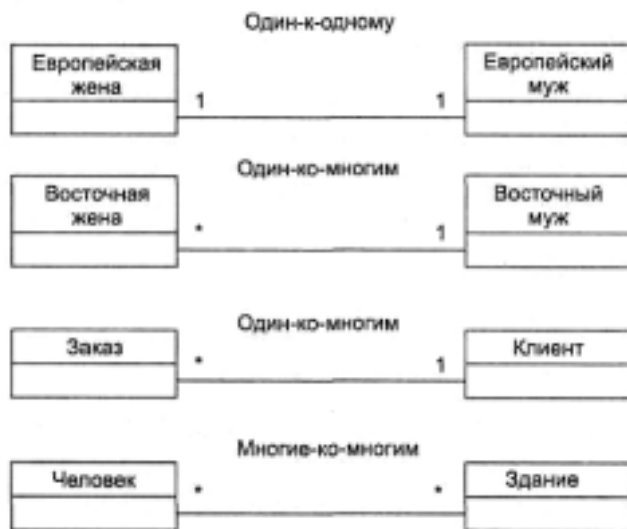 Один-к-одному
Европейская
жена
1
1
Европейский
муж
Один-ко-многим
Восточная
жена
*
1
Восточный
муж
Один-ко-многим
Заказ
*
1
Клиент
Многие-ко-многим
Человек
*
*
Здание